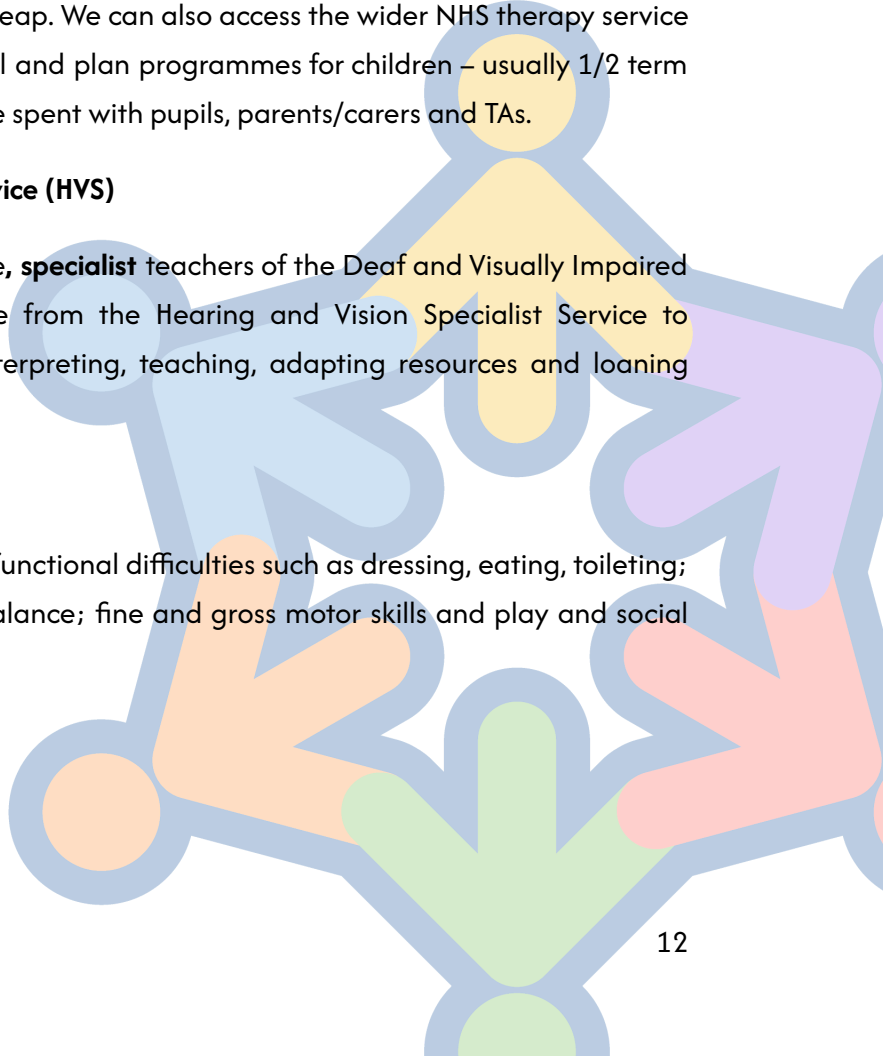 eap. We can also access the wider NHS therapy service
l and plan programmes for children – usually 1/2 term
e spent with pupils, parents/carers and TAs.
vice (HVS)
e, specialist teachers of the Deaf and Visually Impaired
e from the Hearing and Vision Specialist Service to
terpreting, teaching, adapting resources and loaning
functional difficulties such as dressing, eating, toileting;
alance; fine and gross motor skills and play and social
12